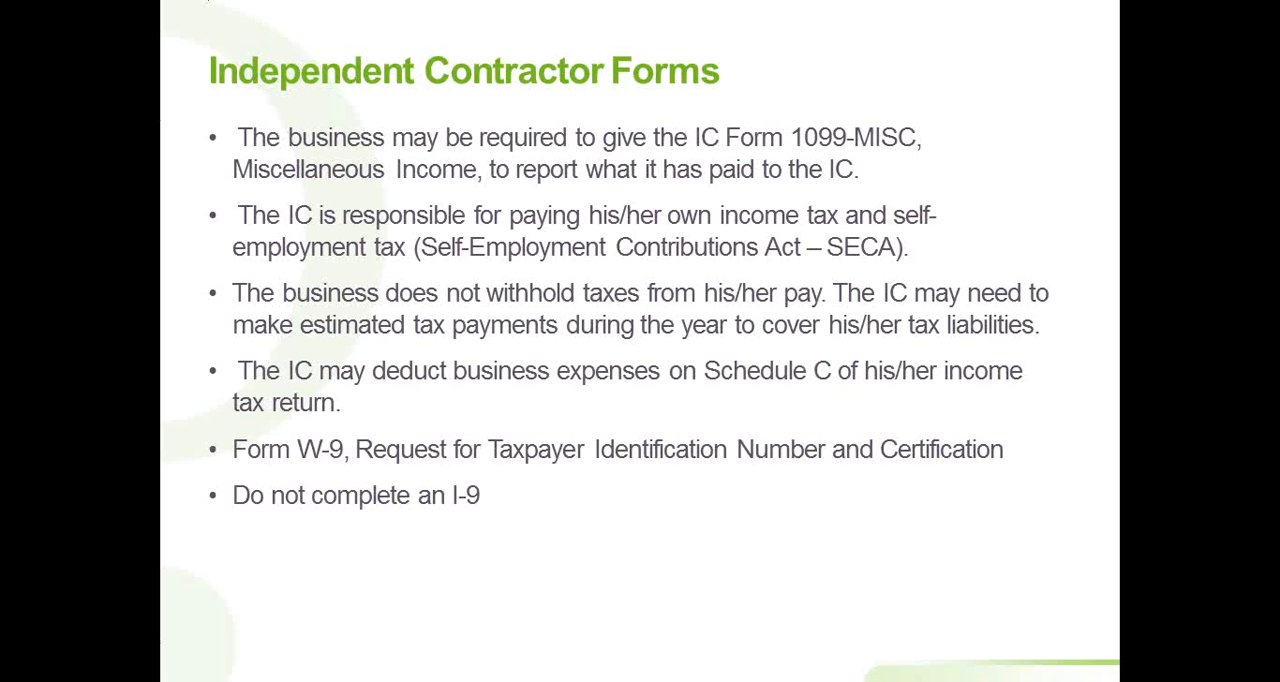 Independent Contractor Forms
• The business may be required to give the IC Form 1099-MISC,
Miscellaneous Income, to report what it has paid to the IC.
• The IC is responsible for paying his/her own income tax and self-
employment tax (Self-Employment Contributions Act – SECA).
• The business does not withhold taxes from his/her pay. The IC may need to
make estimated tax payments during the year to cover his/her tax liabilities.
• The IC may deduct business expenses on Schedule C of his/her income
tax return.
• Form W-9, Request for Taxpayer Identification Number and Certification
• Do not complete an I-9